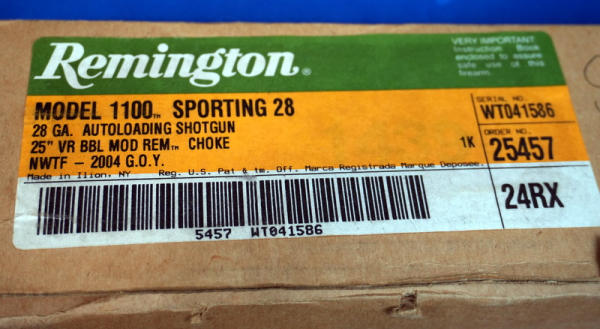 Remington®
VERY IMPORTANT
Instruction Book
enclosed to assure
safe use of this
firearm.
MODEL 1100™ SPORTING 28
28 GA. AUTOLOADING SHOTGUN
25" VR BBL MOD REM™ CHOKE
1K
NWTF - 2004 G.O.Y.
Made in Ilion, NY Reg. U.S. Pat & tm. Off. Marca Registrada Marque Deposee.
SERIAL NO.
WT041586
ORDER NO.
25457
24RX
5457 WT041586